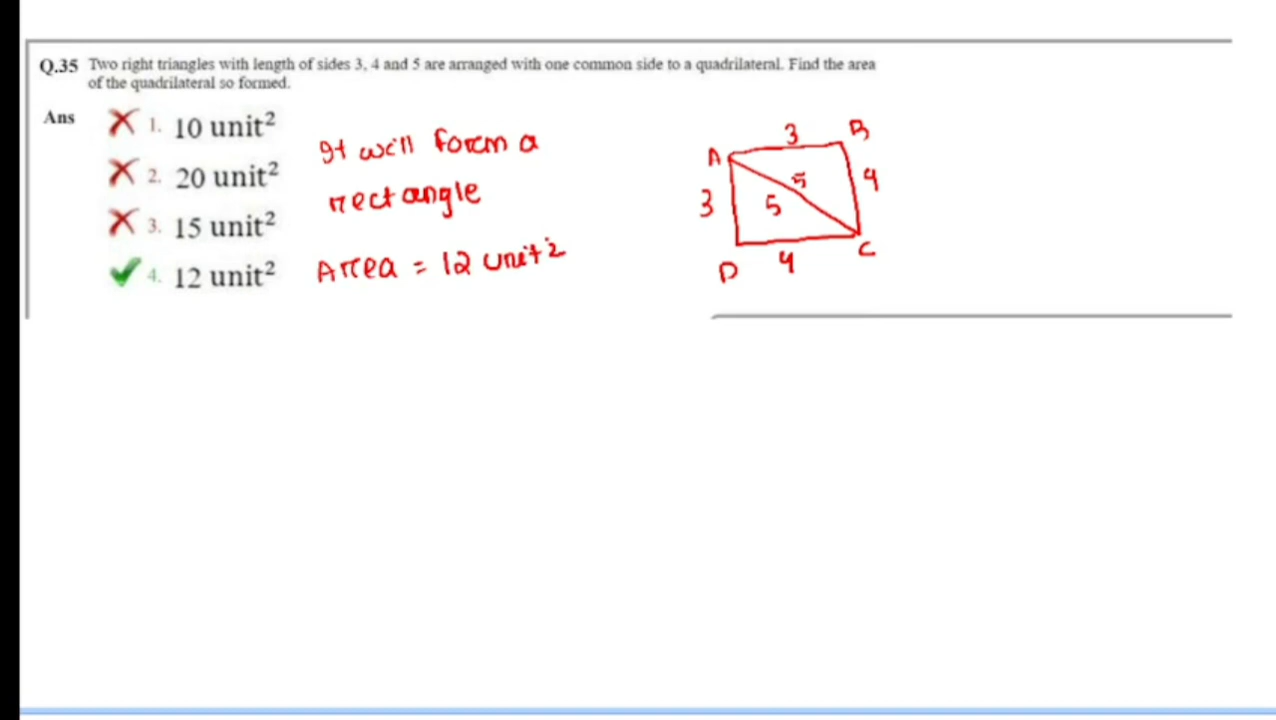 Q.35 Two right triangles with length of sides 3, 4 and 5 are arranged with one common side to a quadrilateral. Find the area
of the quadrilateral so formed.
Ans
1. 10 unit²
2. 20 unit²
3. 15 unit²
4. 12 unit²
It will form a
rectangle
Area = 12 unit²
3
A
B
5
4
3
5
D
4
C